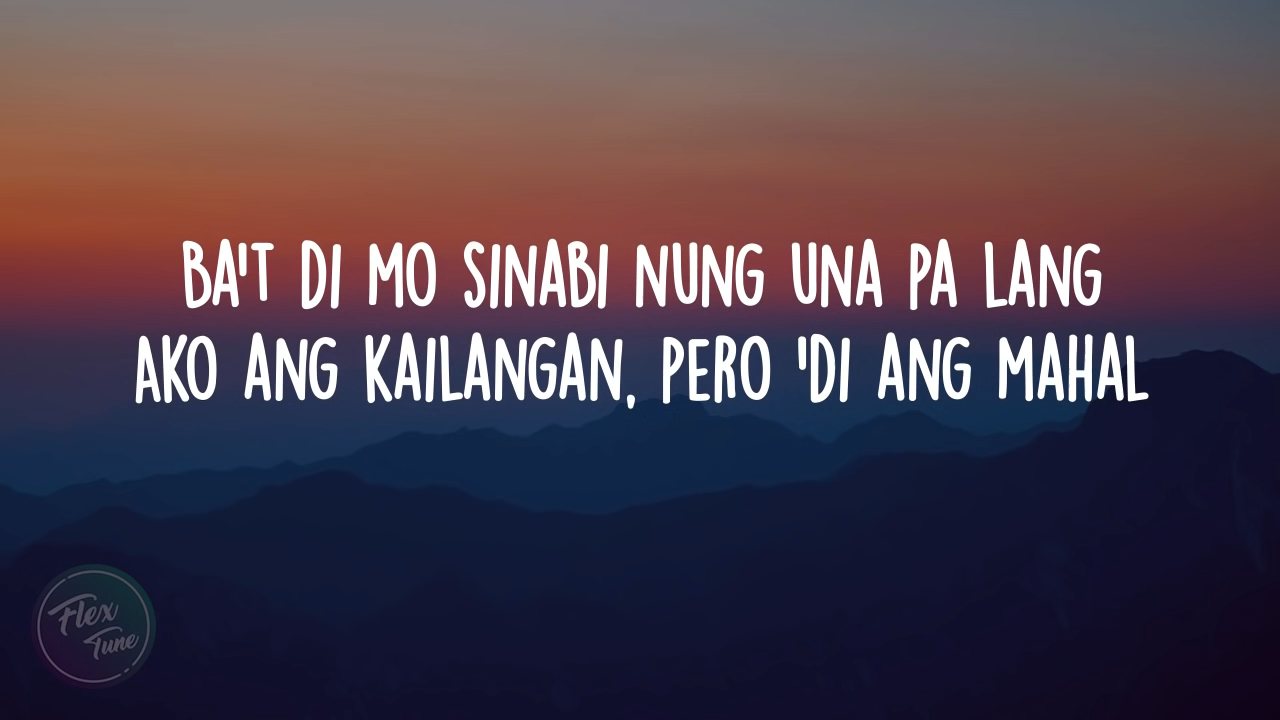 BA'T DI MO SINABI NUNG UNA PA LANG
AKO ANG KAILANGAN, PERO 'DI ANG MAHAL
Flex
Tune